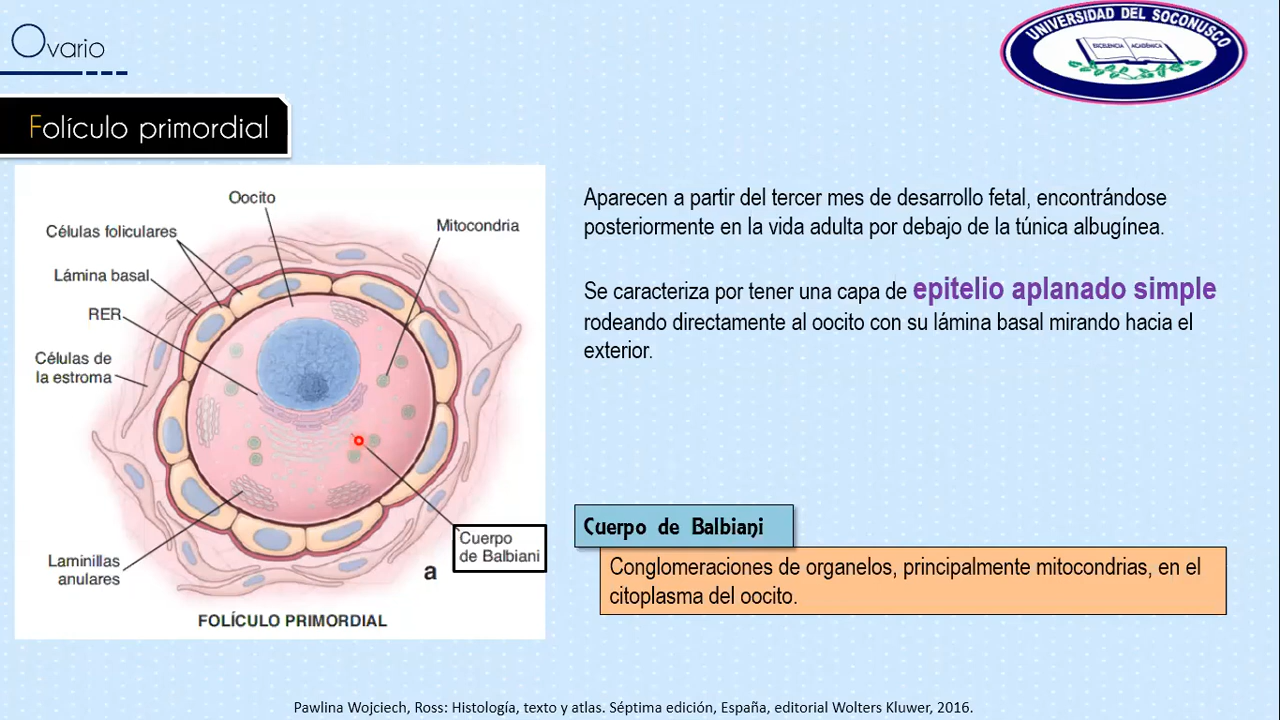 Ovario
UNIVERSIDAD DEL SOCONUSCO
EXCELENCIA ACADÉMICA
Folículo primordial
Oocito
Mitocondria
Células foliculares
Lámina basal
RER
Células de
la estroma
Laminillas
anulares
Cuerpo
de Balbiani
a
FOLÍCULO PRIMORDIAL
Aparecen a partir del tercer mes de desarrollo fetal, encontrándose
posteriormente en la vida adulta por debajo de la túnica albugínea.
Se caracteriza por tener una capa de epitelio aplanado simple
rodeando directamente al oocito con su lámina basal mirando hacia el
exterior.
Cuerpo de Balbiani
Conglomeraciones de organelos, principalmente mitocondrias, en el
citoplasma del oocito.
Pawlina Wojciech, Ross: Histología, texto y atlas. Séptima edición, España, editorial Wolters Kluwer, 2016.